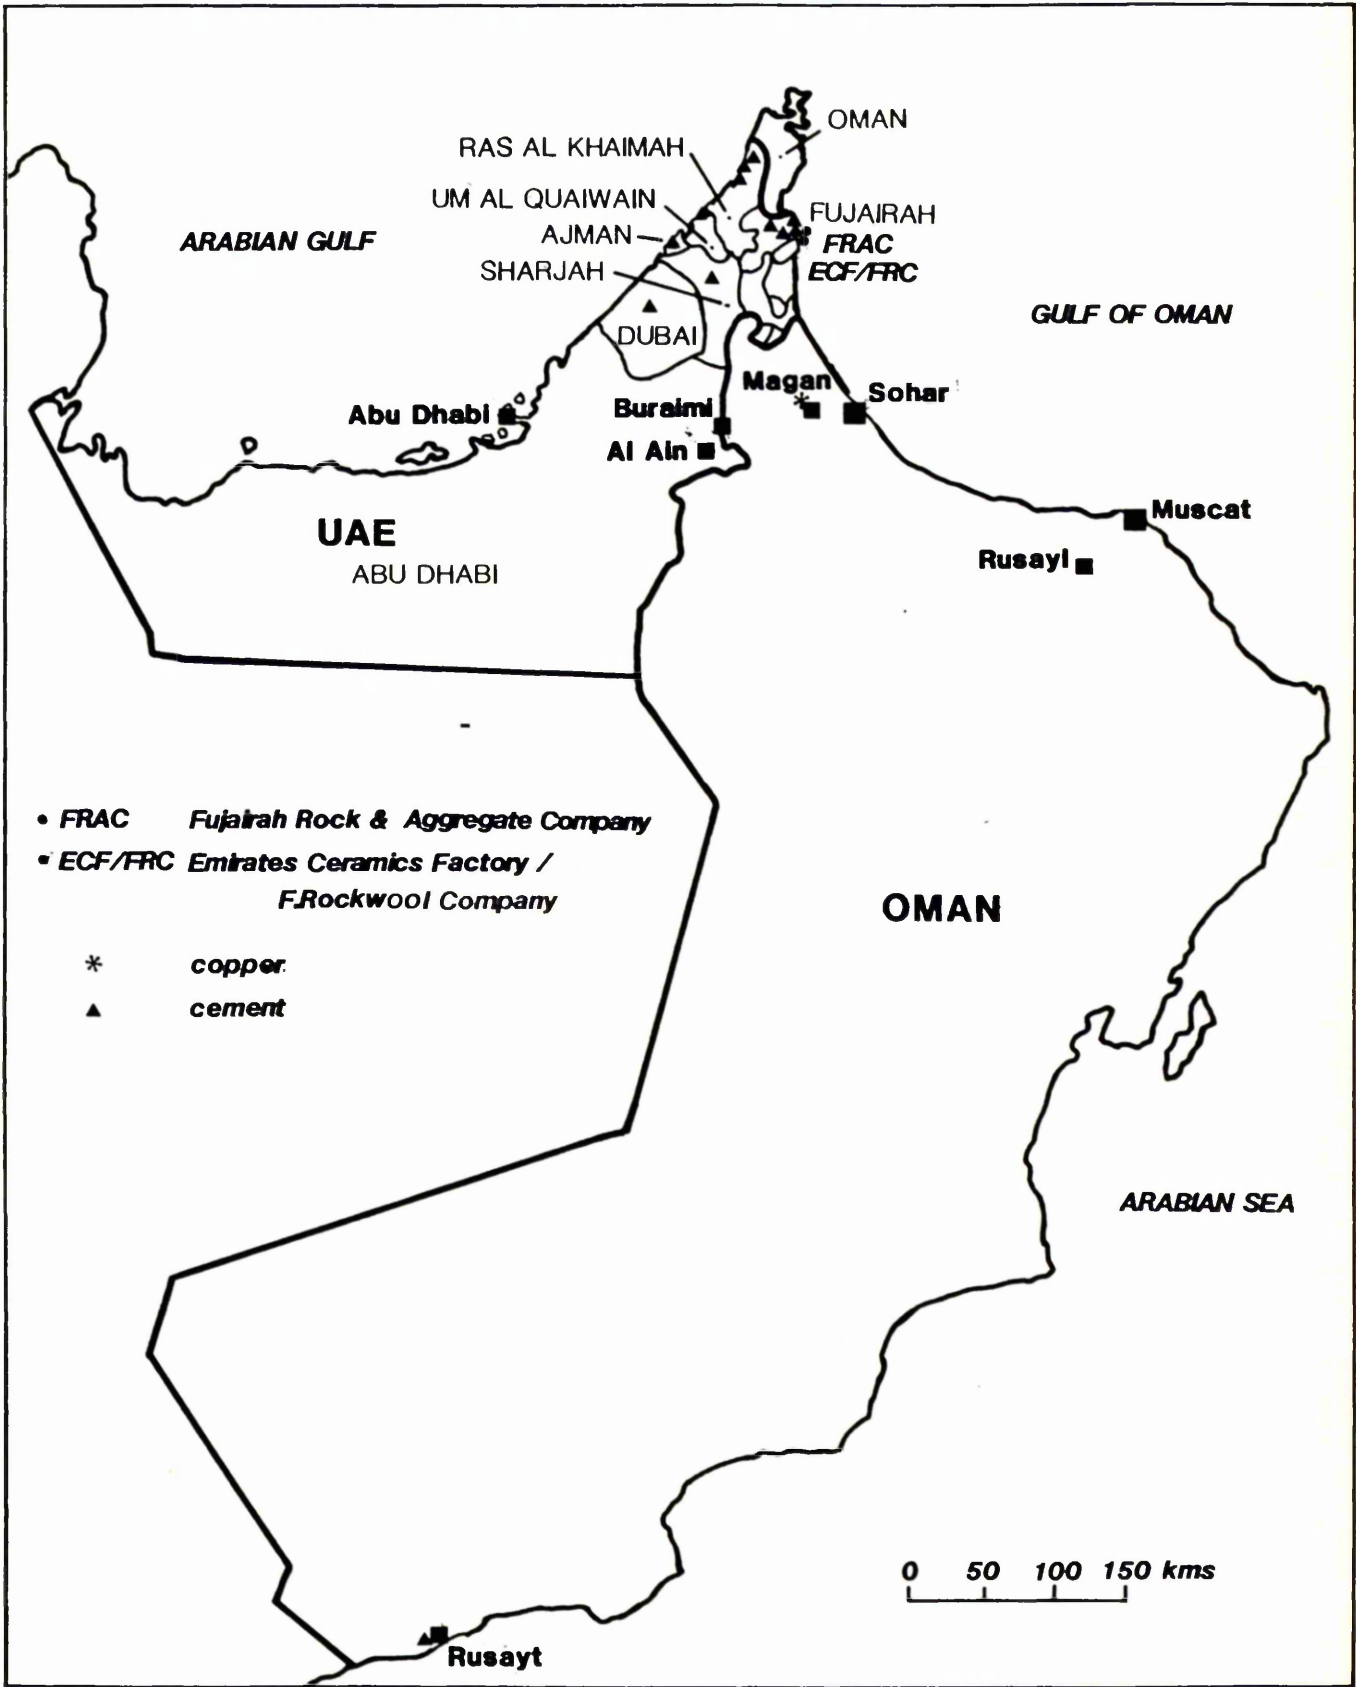 OMAN
RAS AL KHAIMAH
UM AL QUAIWAIN
FUJAIRAH
AJMAN
ARABIAN GULF
FRAC
SHARJAH
ECF/FRC
GULF OF OMAN
DUBAI
Magan
Sohar
Abu Dhabi
Buraimi
Al Ain
Muscat
UAE
Rusayl
ABU DHABI
• FRAC Fujairah Rock & Aggregate Company
• ECF/FRC Emirates Ceramics Factory /
F.Rockwool Company
OMAN
* copper
▲ cement
ARABIAN SEA
0 50 100 150 kms
Rusayt